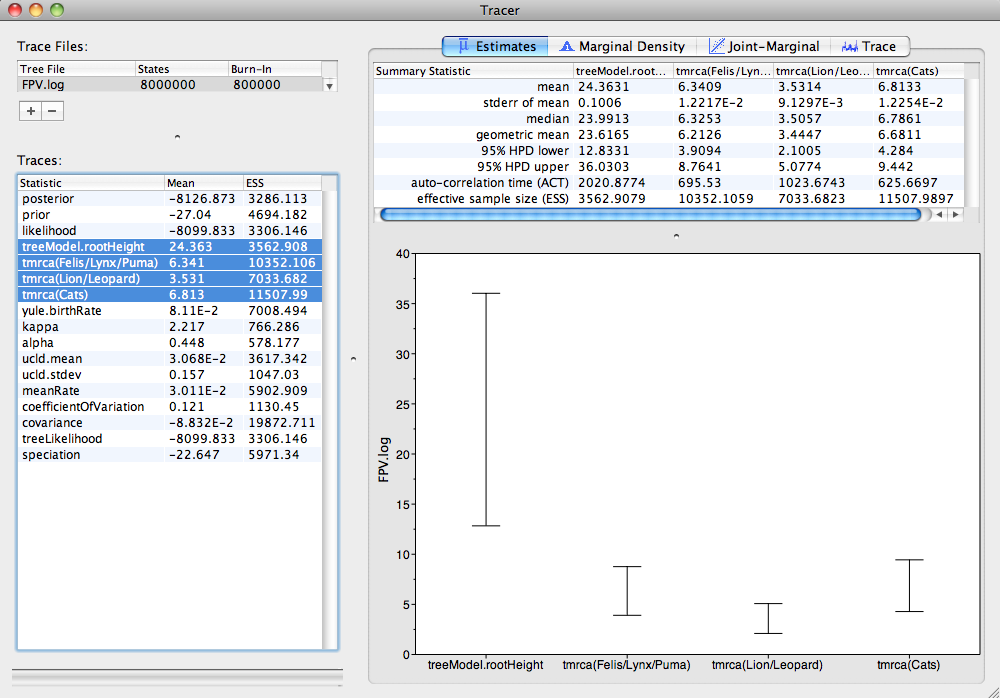 Tracer
Trace Files:
Tree File States Burn-In
FPV.log 8000000 800000
+ −
Traces:
Statistic Mean ESS
posterior -8126.873 3286.113
prior -27.04 4694.182
likelihood -8099.833 3306.146
treeModel.rootHeight 24.363 3562.908
tmrca(Felis/Lynx/Puma) 6.341 10352.106
tmrca(Lion/Leopard) 3.531 7033.682
tmrca(Cats) 6.813 11507.99
yule.birthRate 8.11E-2 7008.494
kappa 2.217 766.286
alpha 0.448 578.177
ucld.mean 3.068E-2 3617.342
ucld.stdev 0.157 1047.03
meanRate 3.011E-2 5902.909
coefficientOfVariation 0.121 1130.45
covariance -8.832E-2 19872.711
treeLikelihood -8099.833 3306.146
speciation -22.647 5971.34
Estimates Marginal Density Joint-Marginal Trace
Summary Statistic treeModel.root... tmrca(Felis/Lyn... tmrca(Lion/Leo... tmrca(Cats)
mean 24.3631 6.3409 3.5314 6.8133
stderr of mean 0.1006 1.2217E-2 9.1297E-3 1.2254E-2
median 23.9913 6.3253 3.5057 6.7861
geometric mean 23.6165 6.2126 3.4447 6.6811
95% HPD lower 12.8331 3.9094 2.1005 4.284
95% HPD upper 36.0303 8.7641 5.0774 9.442
auto-correlation time (ACT) 2020.8774 695.53 1023.6743 625.6697
effective sample size (ESS) 3562.9079 10352.1059 7033.6823 11507.9897
40
35
30
25
20
15
10
5
0
FPV.log
treeModel.rootHeight tmrca(Felis/Lynx/Puma) tmrca(Lion/Leopard) tmrca(Cats)